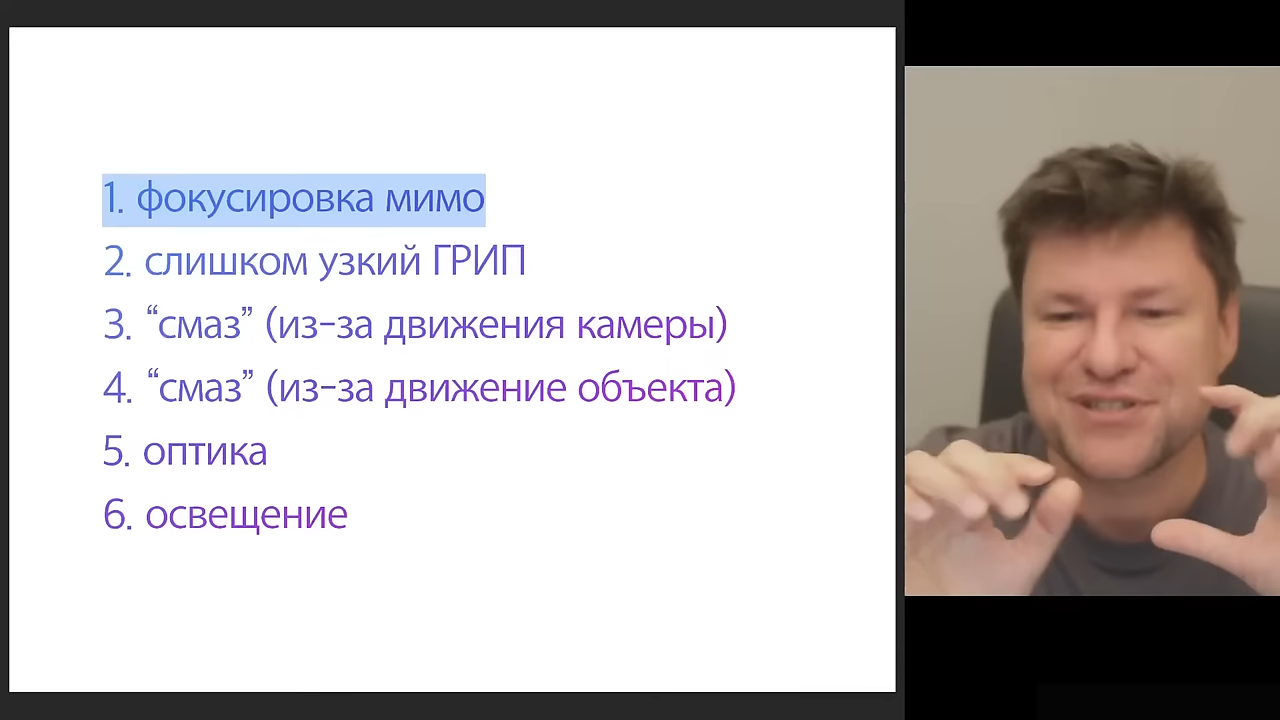 1. фокусировка мимо
2. слишком узкий ГРИП
3. “смаз” (из-за движения камеры)
4. “смаз” (из-за движение объекта)
5. оптика
6. освещение